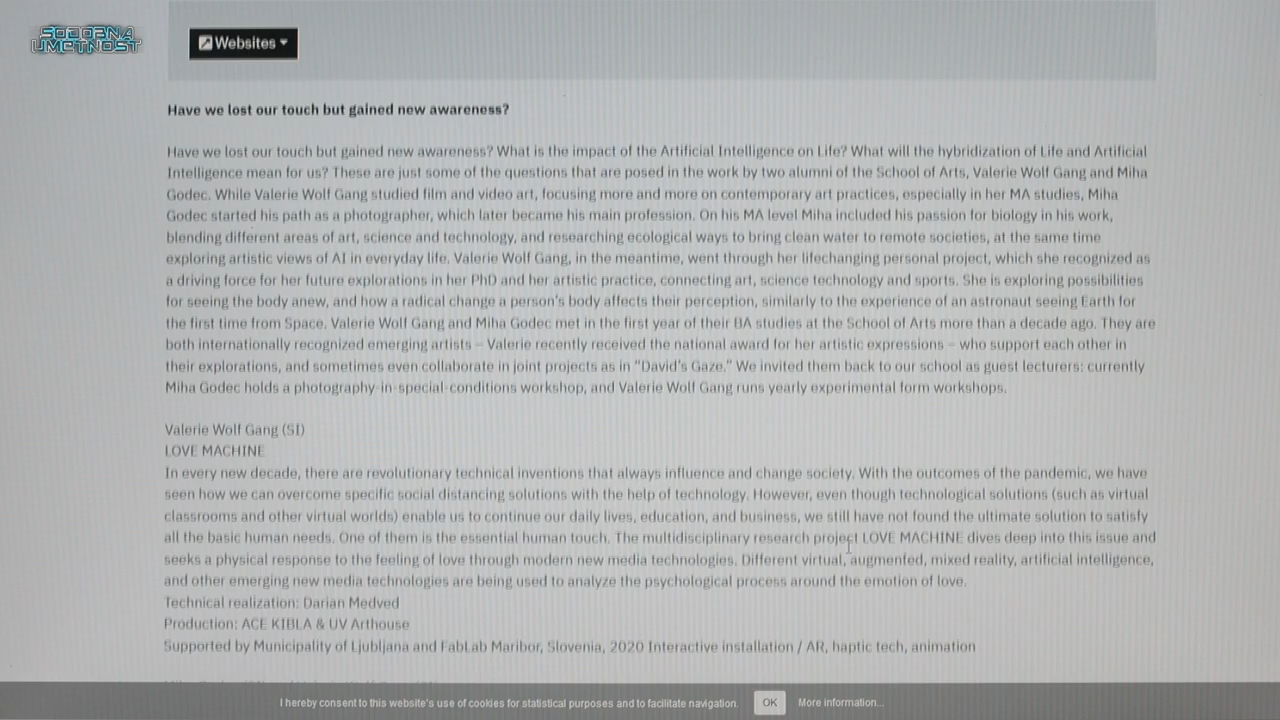 SODOBNA
UMETNOST
Websites
Have we lost our touch but gained new awareness?
Have we lost our touch but gained new awareness? What is the impact of the Artificial Intelligence on Life? What will the hybridization of Life and Artificial
Intelligence mean for us? These are just some of the questions that are posed in the work by two alumni of the School of Arts, Valerie Wolf Gang and Miha
Godec. While Valerie Wolf Gang studied film and video art, focusing more and more on contemporary art practices, especially in her MA studies, Miha
Godec started his path as a photographer, which later became his main profession. On his MA level Miha included his passion for biology in his work,
blending different areas of art, science and technology, and researching ecological ways to bring clean water to remote societies, at the same time
exploring artistic views of AI in everyday life. Valerie Wolf Gang, in the meantime, went through her lifechanging personal project, which she recognized as
a driving force for her future explorations in her PhD and her artistic practice, connecting art, science technology and sports. She is exploring possibilities
for seeing the body anew, and how a radical change a person's body affects their perception, similarly to the experience of an astronaut seeing Earth for
the first time from Space. Valerie Wolf Gang and Miha Godec met in the first year of their BA studies at the School of Arts more than a decade ago. They are
both internationally recognized emerging artists – Valerie recently received the national award for her artistic expressions – who support each other in
their explorations, and sometimes even collaborate in joint projects as in "David's Gaze." We invited them back to our school as guest lecturers: currently
Miha Godec holds a photography-in-special-conditions workshop, and Valerie Wolf Gang runs yearly experimental form workshops.
Valerie Wolf Gang (SI)
LOVE MACHINE
In every new decade, there are revolutionary technical inventions that always influence and change society. With the outcomes of the pandemic, we have
seen how we can overcome specific social distancing solutions with the help of technology. However, even though technological solutions (such as virtual
classrooms and other virtual worlds) enable us to continue our daily lives, education, and business, we still have not found the ultimate solution to satisfy
all the basic human needs. One of them is the essential human touch. The multidisciplinary research project LOVE MACHINE dives deep into this issue and
seeks a physical response to the feeling of love through modern new media technologies. Different virtual, augmented, mixed reality, artificial intelligence,
and other emerging new media technologies are being used to analyze the psychological process around the emotion of love.
Technical realization: Darian Medved
Production: ACE KIBLA & UV Arthouse
Supported by Municipality of Ljubljana and FabLab Maribor, Slovenia, 2020 Interactive installation / AR, haptic tech, animation
I hereby consent to this website's use of cookies for statistical purposes and to facilitate navigation. OK More information...